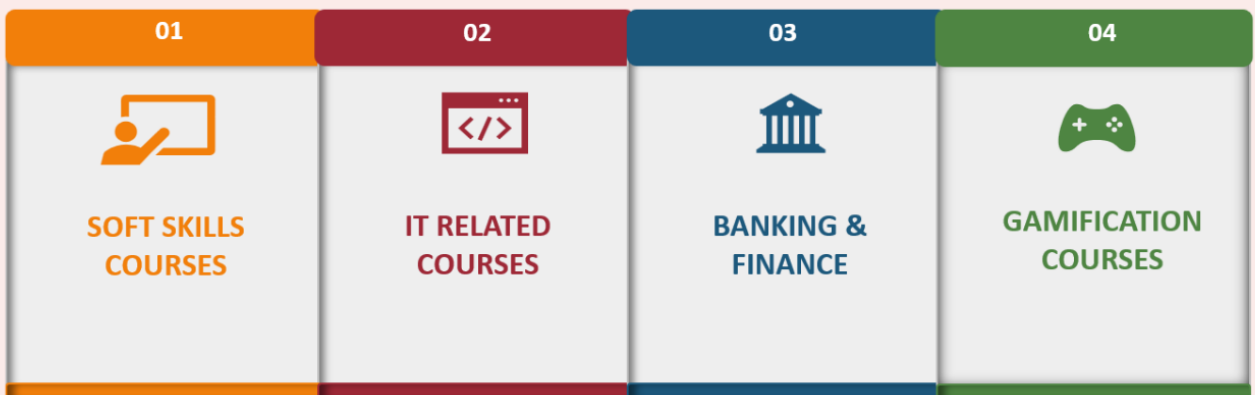 01
02
03
04
</>
SOFT SKILLS
COURSES
IT RELATED
COURSES
BANKING &
FINANCE
GAMIFICATION
COURSES